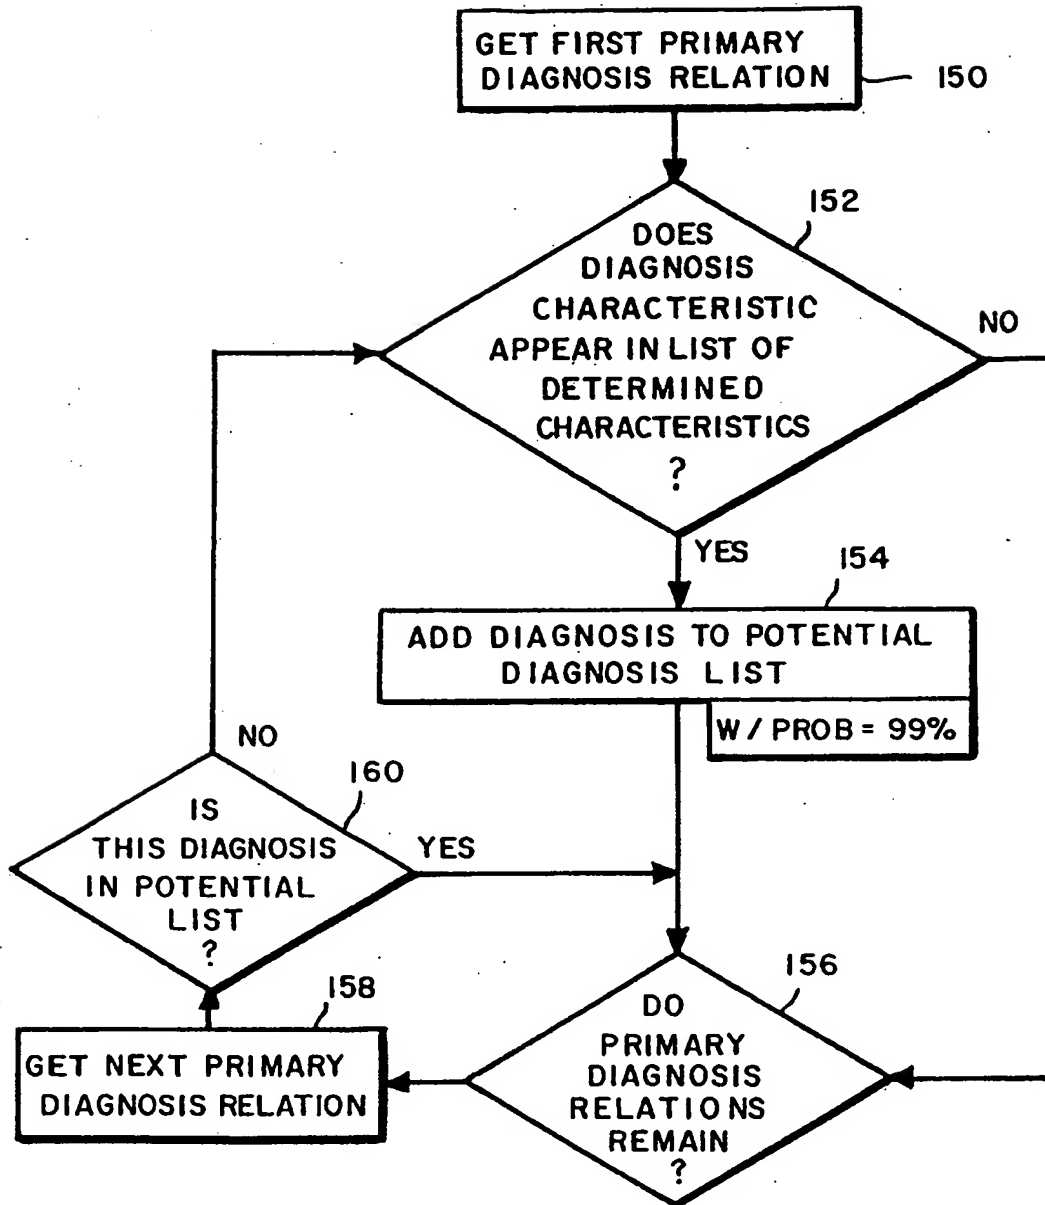 GET FIRST PRIMARY
DIAGNOSIS RELATION
150
152
DOES
DIAGNOSIS
CHARACTERISTIC
APPEAR IN LIST OF
DETERMINED
CHARACTERISTICS
?
NO
YES
154
ADD DIAGNOSIS TO POTENTIAL
DIAGNOSIS LIST
W/PROB = 99%
NO
160
IS
THIS DIAGNOSIS
IN POTENTIAL
LIST
?
YES
156
DO
PRIMARY
DIAGNOSIS
RELATIONS
REMAIN
?
158
GET NEXT PRIMARY
DIAGNOSIS RELATION